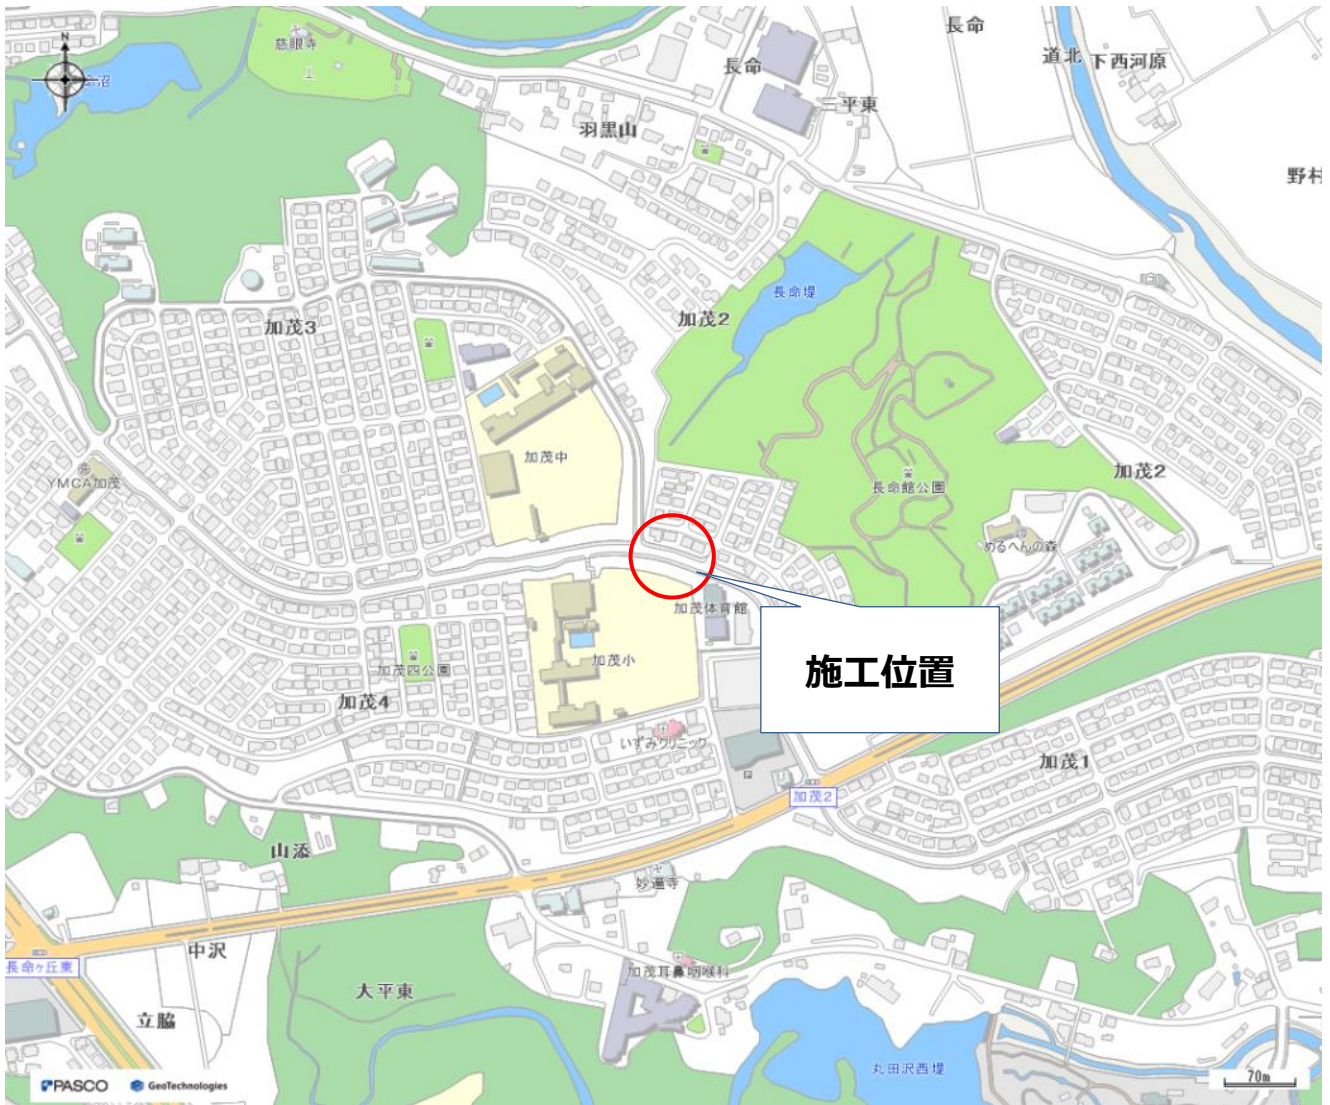 慈眼寺
長命
長命
道北
下西河原
N
沼
二平東
羽黒山
野村
長命堤
加茂3
加茂2
加茂中
加茂2
YMCA加茂
長命館公園
めるへんの森
加茂体育館
加茂小
施工位置
加茂四公園
加茂4
いずみクリニック
P
加茂1
加茂2
山添
妙遍寺
中沢
長命ヶ丘東
加茂耳鼻咽喉科
大平東
立脇
丸田沢西堤
PASCO
GeoTechnologies
70m